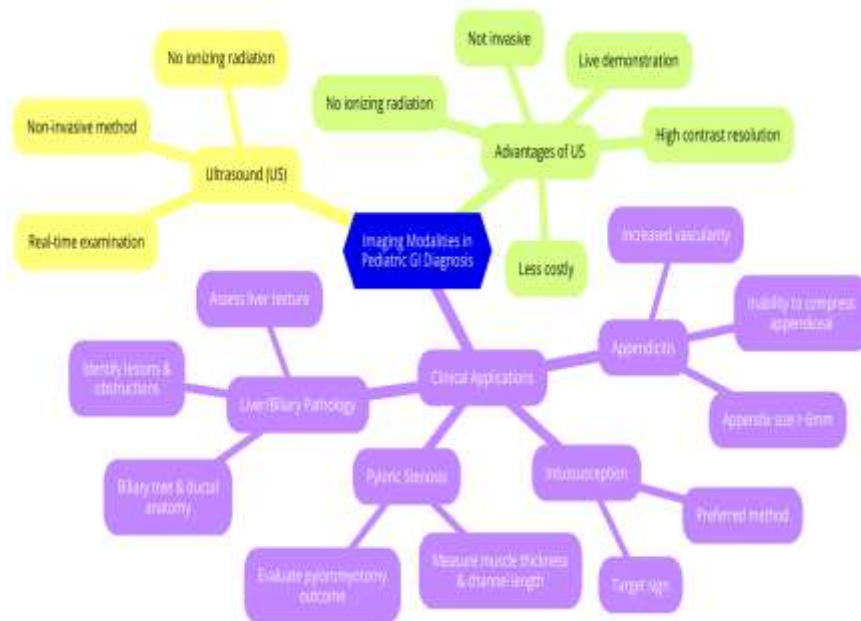 Imaging Modalities in
Pediatric GI Diagnosis
Ultrasound (US)
No ionizing radiation
Non-invasive method
Real-time examination
Advantages of US
No ionizing radiation
Not invasive
Live demonstration
High contrast resolution
Less costly
Clinical Applications
Appendicitis
Increased vascularity
Inability to compress
Appendix size > 6mm
Intussusception
Preferred method
Target sign
Pyloric Stenosis
Measure muscle thickness
& channel length
Evaluate pyloromyotomy
outcome
Liver/Biliary Pathology
Assess liver texture
Identify lesions &
obstructions
Biliary tree & ductal
anatomy